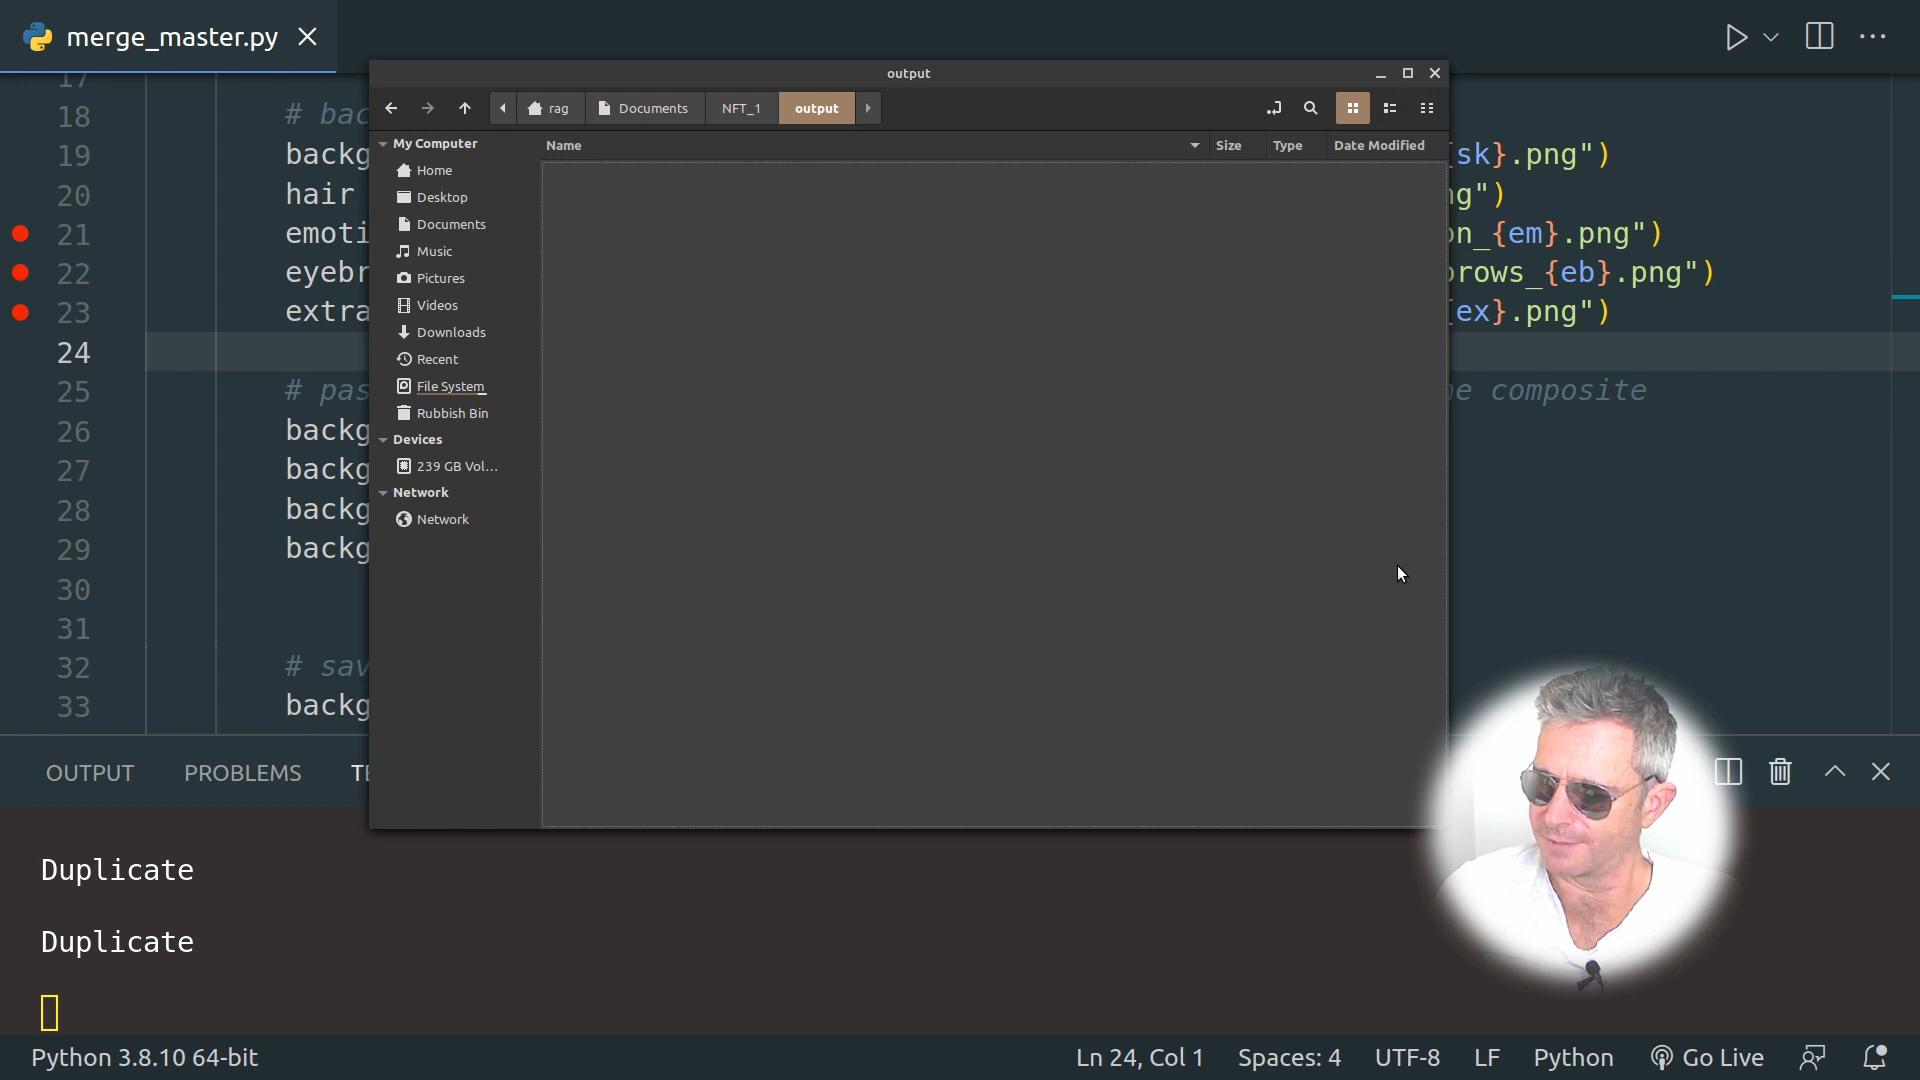 merge_master.py
output
rag Documents NFT_1 output
My Computer
Home
Desktop
Documents
Music
Pictures
Videos
Downloads
Recent
File System
Rubbish Bin
Devices
239 GB Vol...
Network
Network
Name Size Type Date Modified
17
18 # bac
19 backg sk}.png")
20 hair ng")
21 emoti on_{em}.png")
22 eyebr brows_{eb}.png")
23 extra ex}.png")
24
25 # pas he composite
26 backg
27 backg
28 backg
29 backg
30
31
32 # sav
33 backg
OUTPUT PROBLEMS TE
Duplicate
Duplicate
Python 3.8.10 64-bit Ln 24, Col 1 Spaces: 4 UTF-8 LF Python Go Live